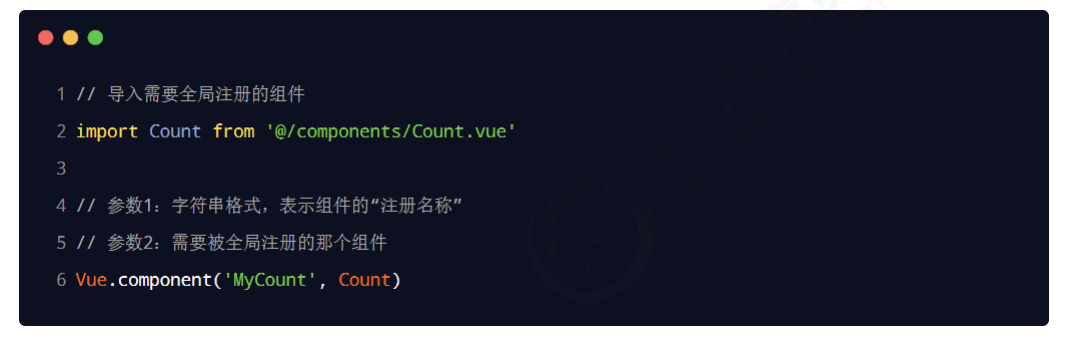 1 // 导入需要全局注册的组件
2 import Count from '@/components/Count.vue'
3
4 // 参数1：字符串格式，表示组件的“注册名称”
5 // 参数2：需要被全局注册的那个组件
6 Vue.component('MyCount', Count)